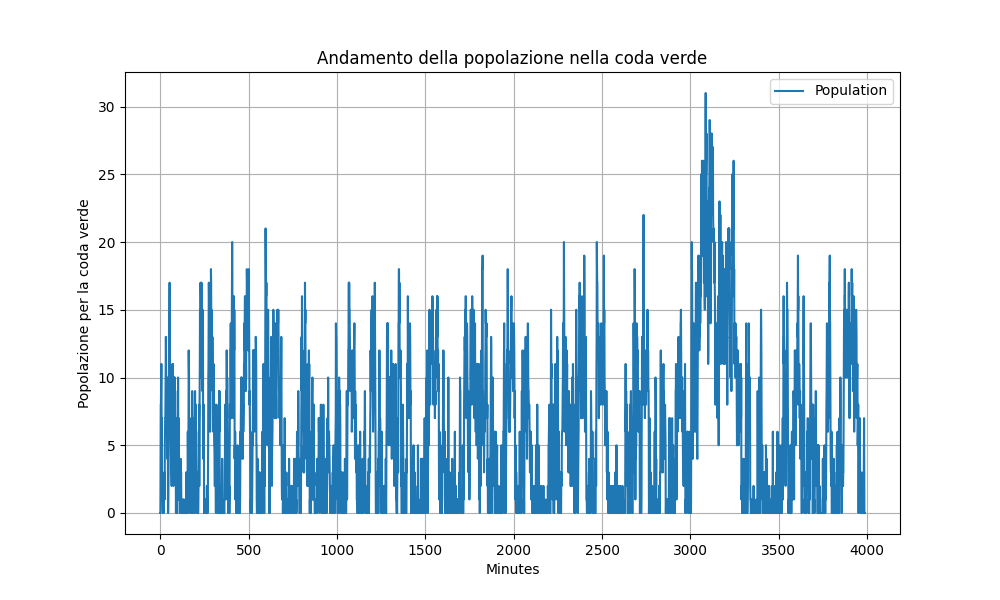 Andamento della popolazione nella coda verde
Population
Popolazione per la coda verde
30
25
20
15
10
5
0
0 500 1000 1500 2000 2500 3000 3500 4000
Minutes